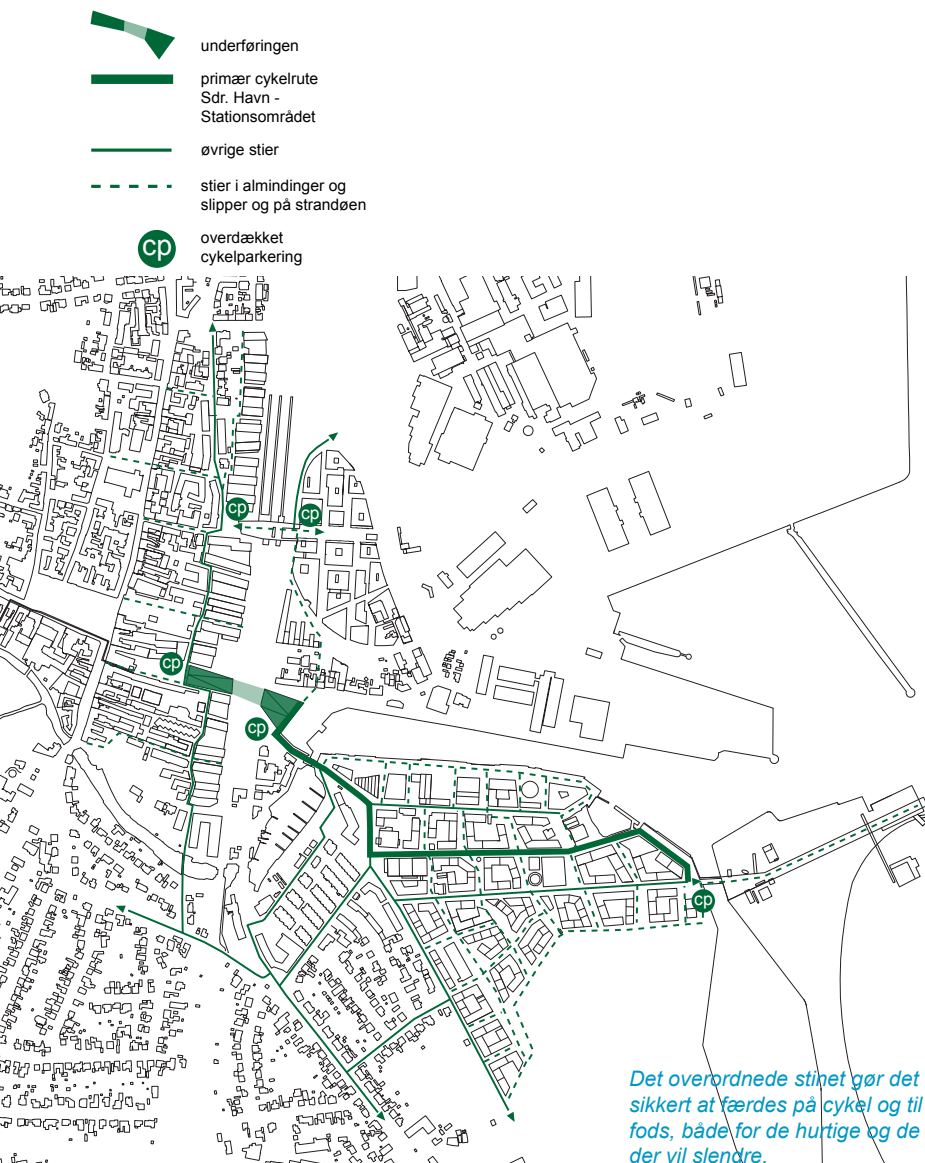 underføringen
primær cykelrute
Sdr. Havn -
Stationsområdet
øvrige stier
stier i almindinger og
slipper og på strandøen
cp
overdækket
cykelparkering
cp
cp
cp
cp
cp
Det overordnede stinet gør det
sikkert at færdes på cykel og til
fods, både for de hurtige og de
der vil slendre.